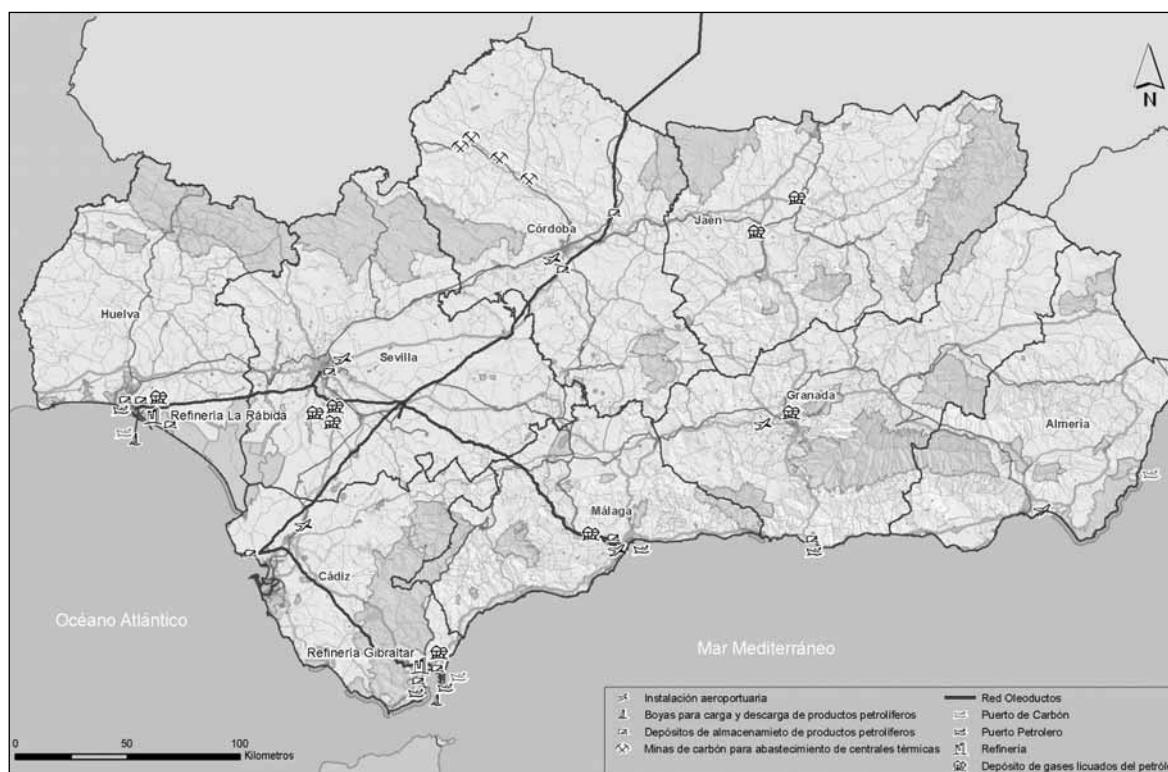 N
Córdoba
Jaén
Huelva
Sevilla
Granada
Refinería La Rábida
Almería
Málaga
Cádiz
Océano Atlántico
Refinería Gibraltar
Mar Mediterráneo
0 50 100
Kilometros
Instalación aeroportuaria
Boyas para carga y descarga de productos petrolíferos
Depósitos de almacenamieto de productos petrolíferos
Minas de carbón para abastecimiento de centrales térmicas
Red Oleoductos
Puerto de Carbón
Puerto Petrolero
Refinería
Depósito de gases licuados del petról